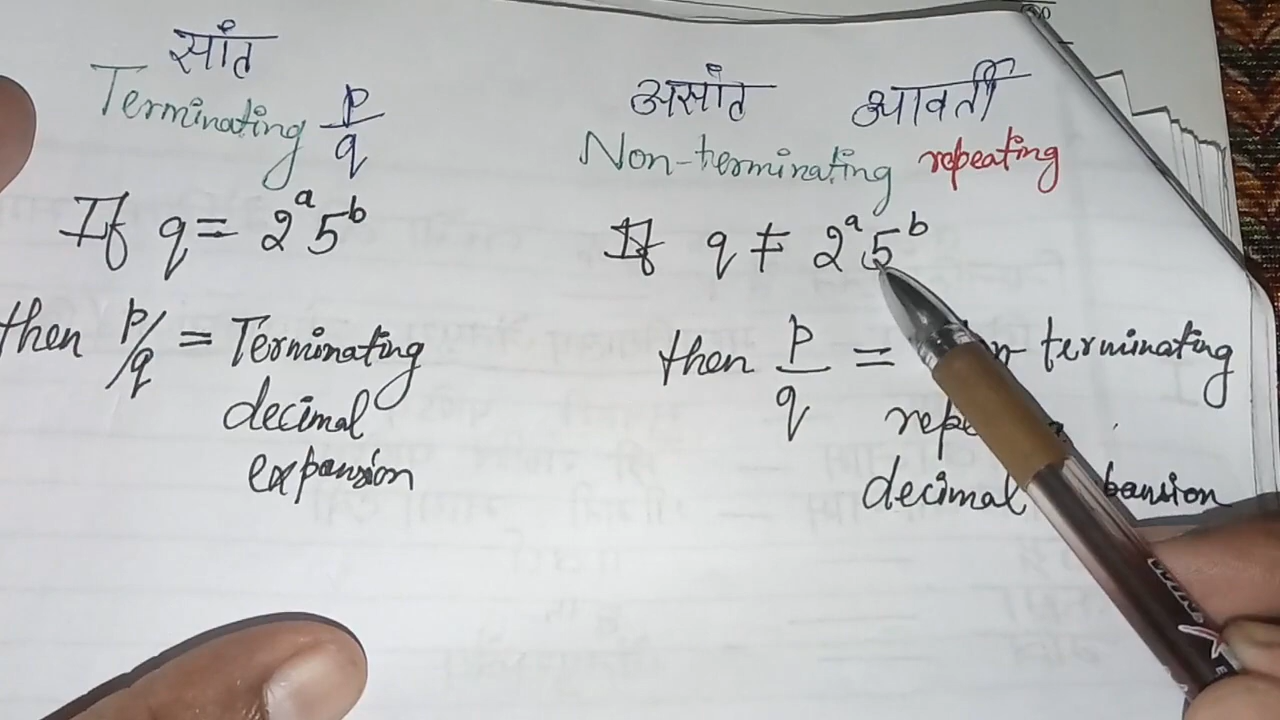 सांत
Terminating p/q
If q = 2^a 5^b
then p/q = Terminating
decimal
expansion
असांत आवर्ती
Non-terminating repeating
If q ≠ 2^a 5^b
then p/q = terminating
decimal